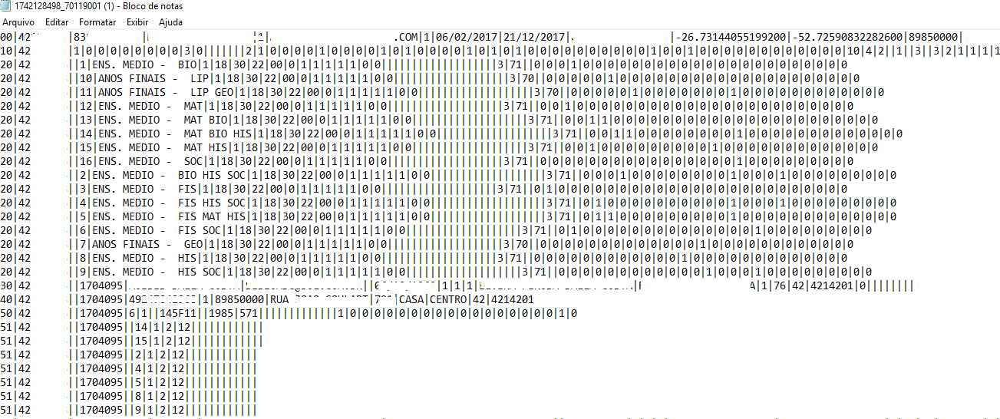 1742128498_70119001 (1) - Bloco de notas
Arquivo Editar Formatar Exibir Ajuda
00|42 |83 |1| .COM|1|06/02/2017|21/12/2017| |-26.73144055199200|-52.72590832282600|89850000|
10|42 |1|0|0|0|0|0|0|0|0|3|0|||||||2|1|0|0|0|0|1|0|0|0|0|1|0|1|0|0|0|0|1|0|1|0|1|0|0|0|0|0|0|0|0|0|0|0|1|0|0|1|0|0|0|0|0|0|0|0|0|0|0|0|10|4|2||1||3||3|2|1|1|1|1
20|42 ||1|ENS. MEDIO -  BIO|1|18|30|22|00|0|1|1|1|1|1|0|0|||||||||||||||||||3|71||0|0|0|1|0|0|0|0|0|0|0|0|0|0|0|0|0|0|0|0|0|0|0|0|0|0
20|42 ||10|ANOS FINAIS -  LIP|1|18|30|22|00|0|1|1|1|1|1|0|0|||||||||||||||||||3|70||0|0|0|0|0|1|0|0|0|0|0|0|0|0|0|0|0|0|0|0|0|0|0|0|0|0
20|42 ||11|ANOS FINAIS -  LIP GEO|1|18|30|22|00|0|1|1|1|1|1|0|0|||||||||||||||||||3|70||0|0|0|0|0|1|0|0|0|0|0|0|0|1|0|0|0|0|0|0|0|0|0|0|0|0
20|42 ||12|ENS. MEDIO -  MAT|1|18|30|22|00|0|1|1|1|1|1|0|0|||||||||||||||||||3|71||0|0|1|0|0|0|0|0|0|0|0|0|0|0|0|0|0|0|0|0|0|0|0|0|0|0
20|42 ||13|ENS. MEDIO -  MAT BIO|1|18|30|22|00|0|1|1|1|1|1|0|0|||||||||||||||||||3|71||0|0|1|1|0|0|0|0|0|0|0|0|0|0|0|0|0|0|0|0|0|0|0|0|0|0
20|42 ||14|ENS. MEDIO -  MAT BIO HIS|1|18|30|22|00|0|1|1|1|1|1|0|0|||||||||||||||||||3|71||0|0|1|1|0|0|0|0|0|0|0|0|1|0|0|0|0|0|0|0|0|0|0|0|0|0
20|42 ||15|ENS. MEDIO -  MAT HIS|1|18|30|22|00|0|1|1|1|1|1|0|0|||||||||||||||||||3|71||0|0|1|0|0|0|0|0|0|0|0|0|1|0|0|0|0|0|0|0|0|0|0|0|0|0
20|42 ||16|ENS. MEDIO -  SOC|1|18|30|22|00|0|1|1|1|1|1|0|0|||||||||||||||||||3|71||0|0|0|0|0|0|0|0|0|0|0|0|0|0|0|0|1|0|0|0|0|0|0|0|0|0
20|42 ||2|ENS. MEDIO -  BIO HIS SOC|1|18|30|22|00|0|1|1|1|1|1|0|0|||||||||||||||||||3|71||0|0|0|1|0|0|0|0|0|0|0|0|1|0|0|0|1|0|0|0|0|0|0|0|0|0
20|42 ||3|ENS. MEDIO -  FIS|1|18|30|22|00|0|1|1|1|1|1|0|0|||||||||||||||||||3|71||0|1|0|0|0|0|0|0|0|0|0|0|0|0|0|0|0|0|0|0|0|0|0|0|0|0
20|42 ||4|ENS. MEDIO -  FIS HIS SOC|1|18|30|22|00|0|1|1|1|1|1|0|0|||||||||||||||||||3|71||0|1|0|0|0|0|0|0|0|0|0|0|1|0|0|0|1|0|0|0|0|0|0|0|0|0
20|42 ||5|ENS. MEDIO -  FIS MAT HIS|1|18|30|22|00|0|1|1|1|1|1|0|0|||||||||||||||||||3|71||0|1|1|0|0|0|0|0|0|0|0|0|1|0|0|0|0|0|0|0|0|0|0|0|0|0
20|42 ||6|ENS. MEDIO -  FIS SOC|1|18|30|22|00|0|1|1|1|1|1|0|0|||||||||||||||||||3|71||0|1|0|0|0|0|0|0|0|0|0|0|0|0|0|0|1|0|0|0|0|0|0|0|0|0
20|42 ||7|ANOS FINAIS -  GEO|1|18|30|22|00|0|1|1|1|1|1|0|0|||||||||||||||||||3|70||0|0|0|0|0|0|0|0|0|0|0|0|0|1|0|0|0|0|0|0|0|0|0|0|0|0
20|42 ||8|ENS. MEDIO -  HIS|1|18|30|22|00|0|1|1|1|1|1|0|0|||||||||||||||||||3|71||0|0|0|0|0|0|0|0|0|0|0|0|1|0|0|0|0|0|0|0|0|0|0|0|0|0
20|42 ||9|ENS. MEDIO -  HIS SOC|1|18|30|22|00|0|1|1|1|1|1|0|0|||||||||||||||||||3|71||0|0|0|0|0|0|0|0|0|0|0|0|1|0|0|0|1|0|0|0|0|0|0|0|0|0
30|42 ||1704095| |1|1|1| A|1|76|42|4214201|0||||||||
40|42 ||1704095|49 |1|89850000|RUA |CASA|CENTRO|42|4214201
50|42 ||1704095|6|1||145F11||1985|571|||||||||||||1|0|0|0|0|0|0|0|0|0|0|0|0|0|0|0|0|0|1|0
51|42 ||1704095||14|1|2|12||||||||||||
51|42 ||1704095||15|1|2|12||||||||||||
51|42 ||1704095||2|1|2|12||||||||||||
51|42 ||1704095||4|1|2|12||||||||||||
51|42 ||1704095||5|1|2|12||||||||||||
51|42 ||1704095||8|1|2|12||||||||||||
51|42 ||1704095||9|1|2|12||||||||||||